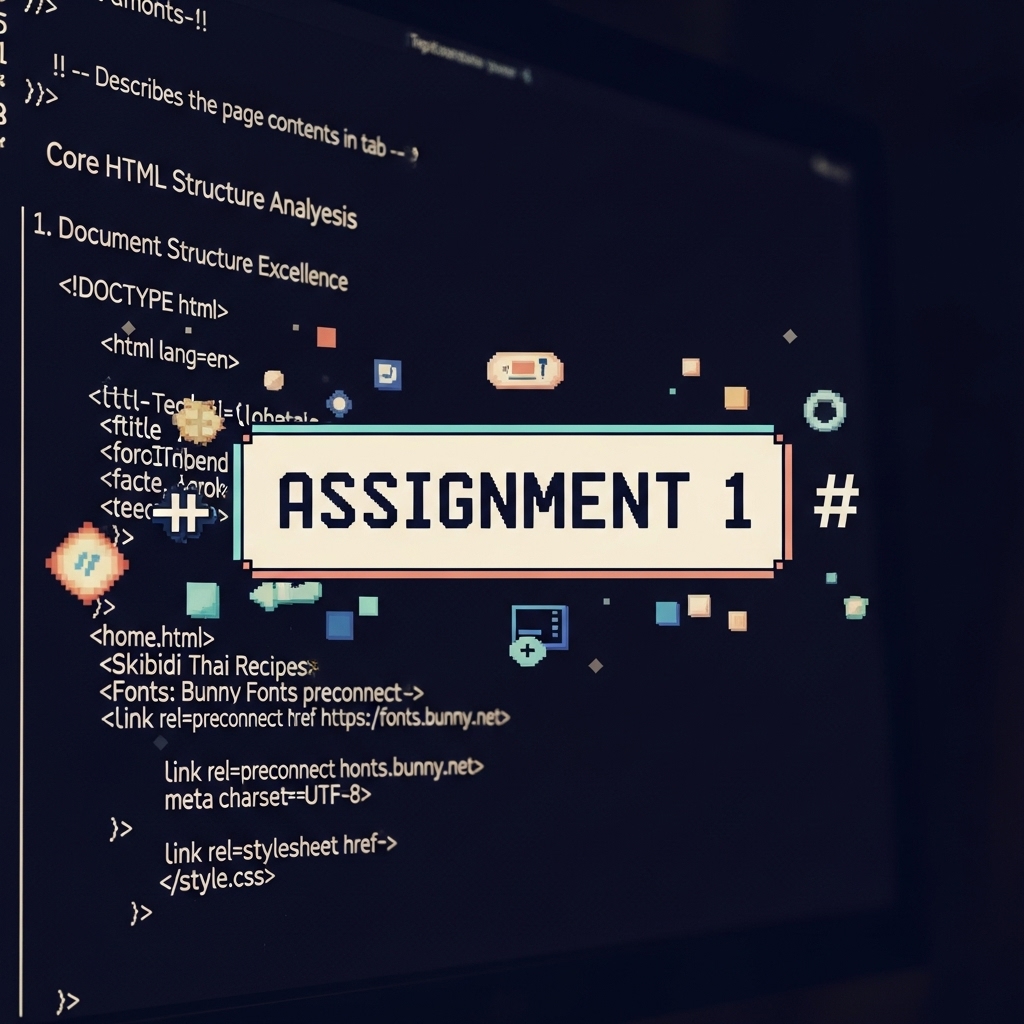 !! -- Describes the page contents in tab --
}}>
Core HTML Structure Analyesis
1. Document Structure Excellence
<!DOCTYPE html>
<html lang=en>
<ftitle
}>
ASSIGNMENT 1
#
#
//
}>
<home.html>
<Skibidi Thai Recipes
<Fonts: Bunny Fonts preconnect->
<link rel=preconnect href https:/fonts.bunny.net>
link rel=preconnect honts.bunny.net>
meta charset==UTF-8>
}>
link rel=stylesheet href->
</style.css>
}>
}>